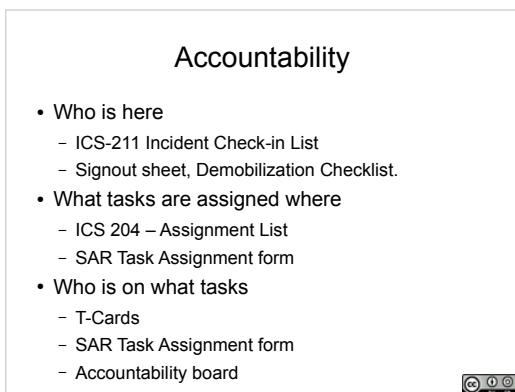 Accountability
• Who is here
– ICS-211 Incident Check-in List
– Signout sheet, Demobilization Checklist.
• What tasks are assigned where
– ICS 204 – Assignment List
– SAR Task Assignment form
• Who is on what tasks
– T-Cards
– SAR Task Assignment form
– Accountability board
cc